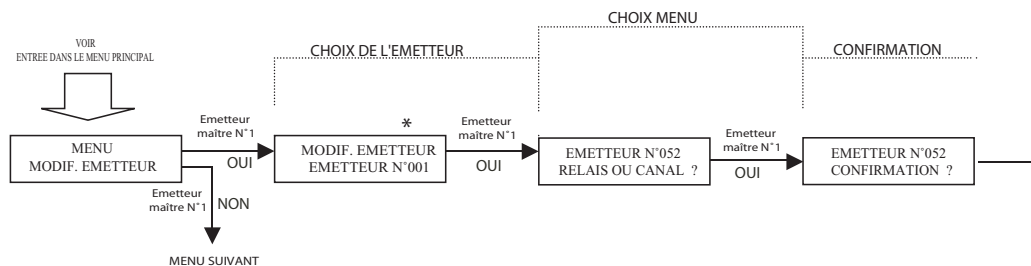 VOIR
ENTREE DANS LE MENU PRINCIPAL
MENU
MODIF. EMETTEUR
Emetteur
maître N°1
OUI
Emetteur
maître N°1
NON
MENU SUIVANT
CHOIX DE L'EMETTEUR
*
MODIF. EMETTEUR
EMETTEUR N°001
Emetteur
maître N°1
OUI
CHOIX MENU
EMETTEUR N°052
RELAIS OU CANAL ?
Emetteur
maître N°1
OUI
CONFIRMATION
EMETTEUR N°052
CONFIRMATION ?